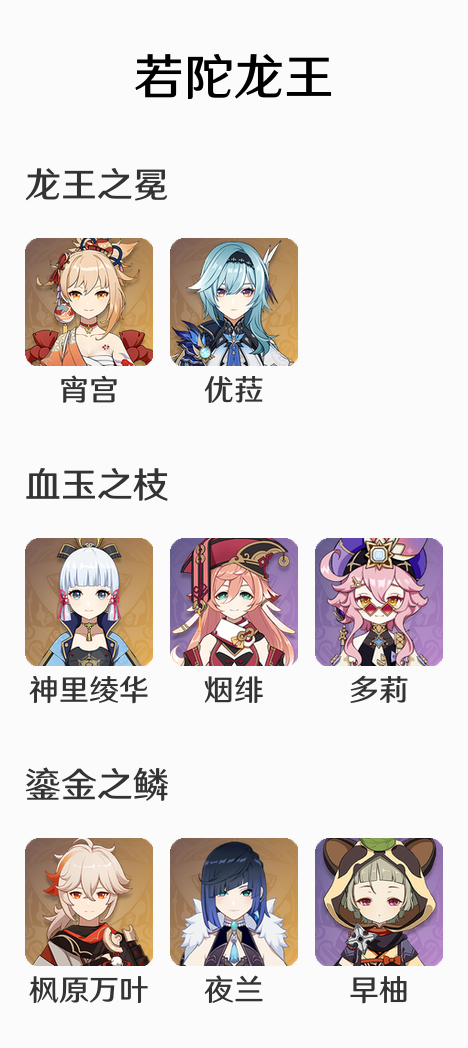 若陀龙王
龙王之冕
宵宫 优菈
血玉之枝
神里绫华 烟绯 多莉
鎏金之鳞
枫原万叶 夜兰 早柚